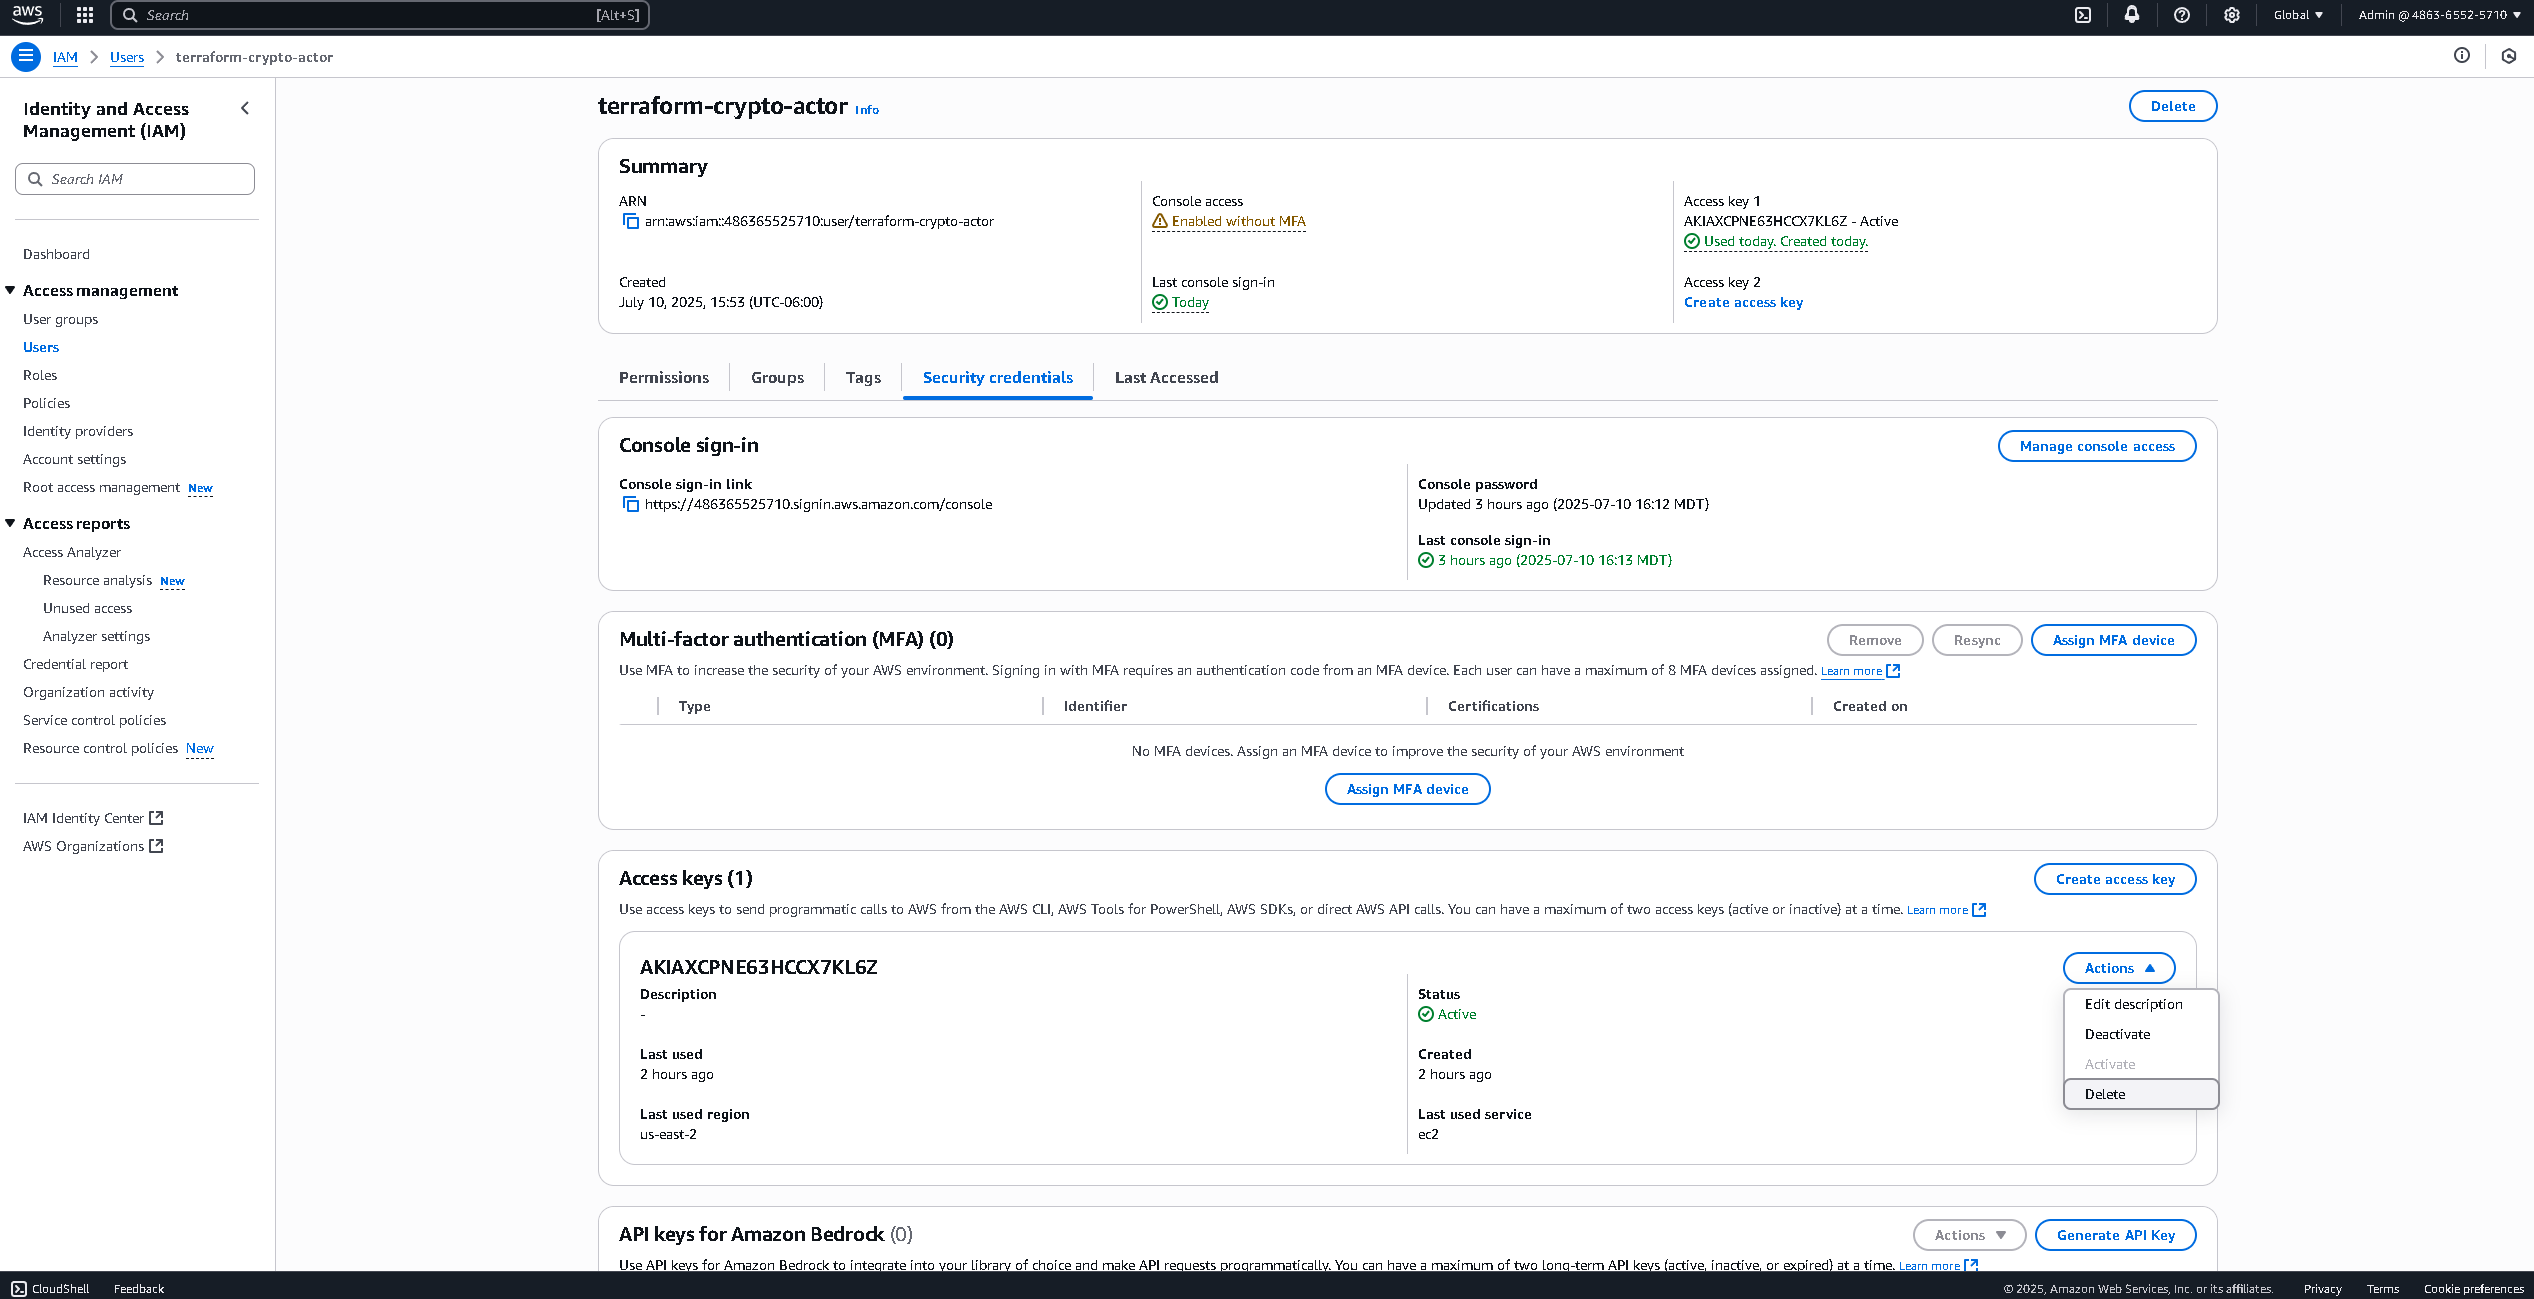 aws
Search
[Alt+S]
Global
Admin @ 4863-6552-5710
IAM
Users
terraform-crypto-actor
Identity and Access
Management (IAM)
Search IAM
Dashboard
Access management
User groups
Users
Roles
Policies
Identity providers
Account settings
Root access management New
Access reports
Access Analyzer
Resource analysis New
Unused access
Analyzer settings
Credential report
Organization activity
Service control policies
Resource control policies New
IAM Identity Center
AWS Organizations
terraform-crypto-actor Info
Delete
Summary
ARN
arn:aws:iam::486365525710:user/terraform-crypto-actor
Created
July 10, 2025, 15:53 (UTC-06:00)
Console access
Enabled without MFA
Last console sign-in
Today
Access key 1
AKIAXCPNE63HCCX7KL6Z - Active
Used today. Created today.
Access key 2
Create access key
Permissions
Groups
Tags
Security credentials
Last Accessed
Console sign-in
Manage console access
Console sign-in link
https://486365525710.signin.aws.amazon.com/console
Console password
Updated 3 hours ago (2025-07-10 16:12 MDT)
Last console sign-in
3 hours ago (2025-07-10 16:13 MDT)
Multi-factor authentication (MFA) (0)
Remove
Resync
Assign MFA device
Use MFA to increase the security of your AWS environment. Signing in with MFA requires an authentication code from an MFA device. Each user can have a maximum of 8 MFA devices assigned. Learn more
Type
Identifier
Certifications
Created on
No MFA devices. Assign an MFA device to improve the security of your AWS environment
Assign MFA device
Access keys (1)
Create access key
Use access keys to send programmatic calls to AWS from the AWS CLI, AWS Tools for PowerShell, AWS SDKs, or direct AWS API calls. You can have a maximum of two access keys (active or inactive) at a time. Learn more
AKIAXCPNE63HCCX7KL6Z
Actions
Description
-
Status
Active
Last used
2 hours ago
Created
2 hours ago
Last used region
us-east-2
Last used service
ec2
Edit description
Deactivate
Activate
Delete
API keys for Amazon Bedrock (0)
Actions
Generate API Key
Use API keys for Amazon Bedrock to integrate into your library of choice and make API requests programmatically. You can have a maximum of two long-term API keys (active, inactive, or expired) at a time. Learn more
CloudShell
Feedback
© 2025, Amazon Web Services, Inc. or its affiliates.
Privacy
Terms
Cookie preferences